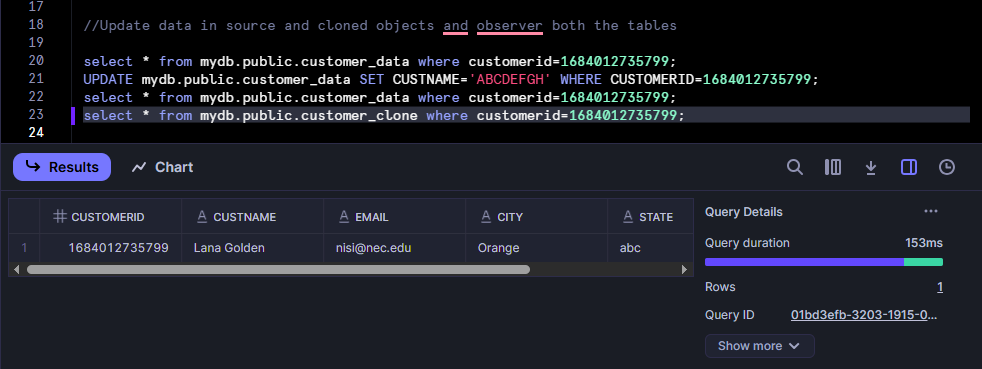 17
18 //Update data in source and cloned objects and observer both the tables
19
20 select * from mydb.public.customer_data where customerid=1684012735799;
21 UPDATE mydb.public.customer_data SET CUSTNAME='ABCDEFGH' WHERE CUSTOMERID=1684012735799;
22 select * from mydb.public.customer_data where customerid=1684012735799;
23 select * from mydb.public.customer_clone where customerid=1684012735799;
24
Results Chart
CUSTOMERID CUSTNAME EMAIL CITY STATE
1 1684012735799 Lana Golden nisi@nec.edu Orange abc
Query Details ...
Query duration 153ms
Rows 1
Query ID 01bd3efb-3203-1915-0...
Show more